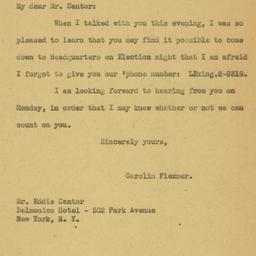 My dear Mr. Cantor:
When I talked with you this evening, I was so
pleased to learn that you may find it possible to come
down to Headquarters on Election night that I am afraid
I forgot to give you our 'phone number: LExing.2-9318.
I am looking forward to hearing from you on
Monday, in order that I may know whether or not we can
count on you.
Sincerely yours,
Carolin Flexner.
Mr. Eddie Cantor
Delmonico Hotel - 502 Park Avenue
New York, N. Y.